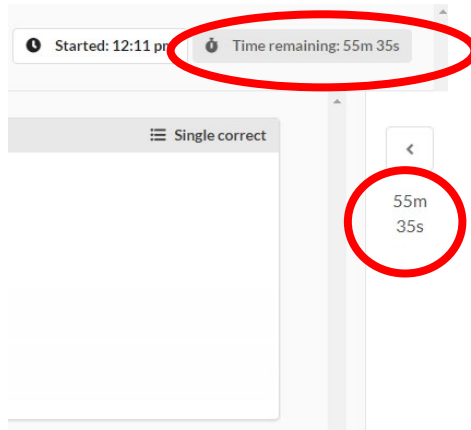 Started: 12:11 pm
Time remaining: 55m 35s
Single correct
55m
35s